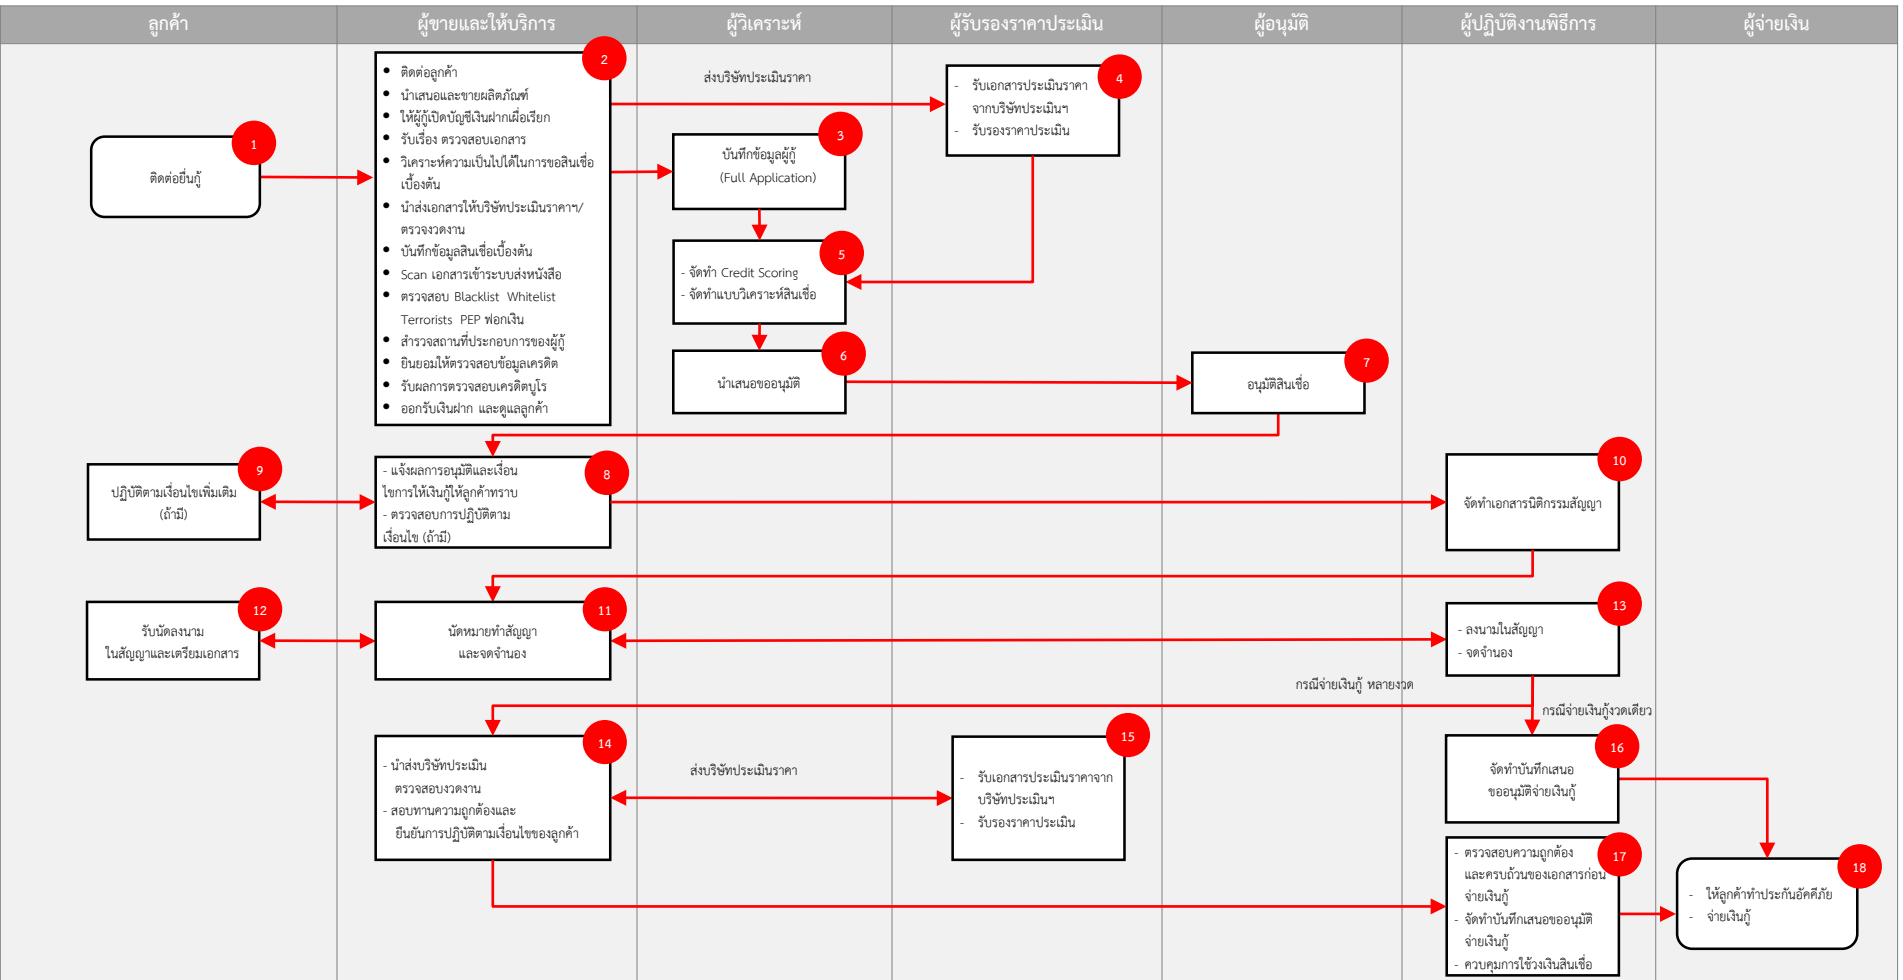 ลูกค้า
ผู้ขายและให้บริการ
ผู้วิเคราะห์
ผู้รับรองราคาประเมิน
ผู้อนุมัติ
ผู้ปฏิบัติงานพิธีการ
ผู้จ่ายเงิน
1
ติดต่อยื่นกู้
2
• ติดต่อลูกค้า
• นำเสนอและขายผลิตภัณฑ์
• ให้ผู้กู้เปิดบัญชีเงินฝากเผื่อเรียก
• รับเรื่อง ตรวจสอบเอกสาร
• วิเคราะห์ความเป็นไปได้ในการขอสินเชื่อ
เบื้องต้น
• นำส่งเอกสารให้บริษัทประเมินราคาฯ/
ตรวจงวดงาน
• บันทึกข้อมูลสินเชื่อเบื้องต้น
• Scan เอกสารเข้าระบบส่งหนังสือ
• ตรวจสอบ Blacklist Whitelist
Terrorists PEP ฟอกเงิน
• สำรวจสถานที่ประกอบการของผู้กู้
• ยินยอมให้ตรวจสอบข้อมูลเครดิต
• รับผลการตรวจสอบเครดิตบูโร
• ออกรับเงินฝาก และดูแลลูกค้า
ส่งบริษัทประเมินราคา
3
บันทึกข้อมูลผู้กู้
(Full Application)
4
- รับเอกสารประเมินราคา
จากบริษัทประเมินฯ
- รับรองราคาประเมิน
5
- จัดทำ Credit Scoring
- จัดทำแบบวิเคราะห์สินเชื่อ
6
นำเสนอขออนุมัติ
7
อนุมัติสินเชื่อ
9
ปฏิบัติตามเงื่อนไขเพิ่มเติม
(ถ้ามี)
8
- แจ้งผลการอนุมัติและเงื่อน
ไขการให้เงินกู้ให้ลูกค้าทราบ
- ตรวจสอบการปฏิบัติตาม
เงื่อนไข (ถ้ามี)
10
จัดทำเอกสารนิติกรรมสัญญา
12
รับนัดลงนาม
ในสัญญาและเตรียมเอกสาร
11
นัดหมายทำสัญญา
และจดจำนอง
13
- ลงนามในสัญญา
- จดจำนอง
กรณีจ่ายเงินกู้ หลายงวด
กรณีจ่ายเงินกู้งวดเดียว
14
- นำส่งบริษัทประเมิน
ตรวจสอบงวดงาน
- สอบทานความถูกต้องและ
ยืนยันการปฏิบัติตามเงื่อนไขของลูกค้า
ส่งบริษัทประเมินราคา
15
- รับเอกสารประเมินราคาจาก
บริษัทประเมินฯ
- รับรองราคาประเมิน
16
จัดทำบันทึกเสนอ
ขออนุมัติจ่ายเงินกู้
17
- ตรวจสอบความถูกต้อง
และครบถ้วนของเอกสารก่อน
จ่ายเงินกู้
- จัดทำบันทึกเสนอขออนุมัติ
จ่ายเงินกู้
- ควบคุมการใช้วงเงินสินเชื่อ
18
- ให้ลูกค้าทำประกันอัคคีภัย
- จ่ายเงินกู้